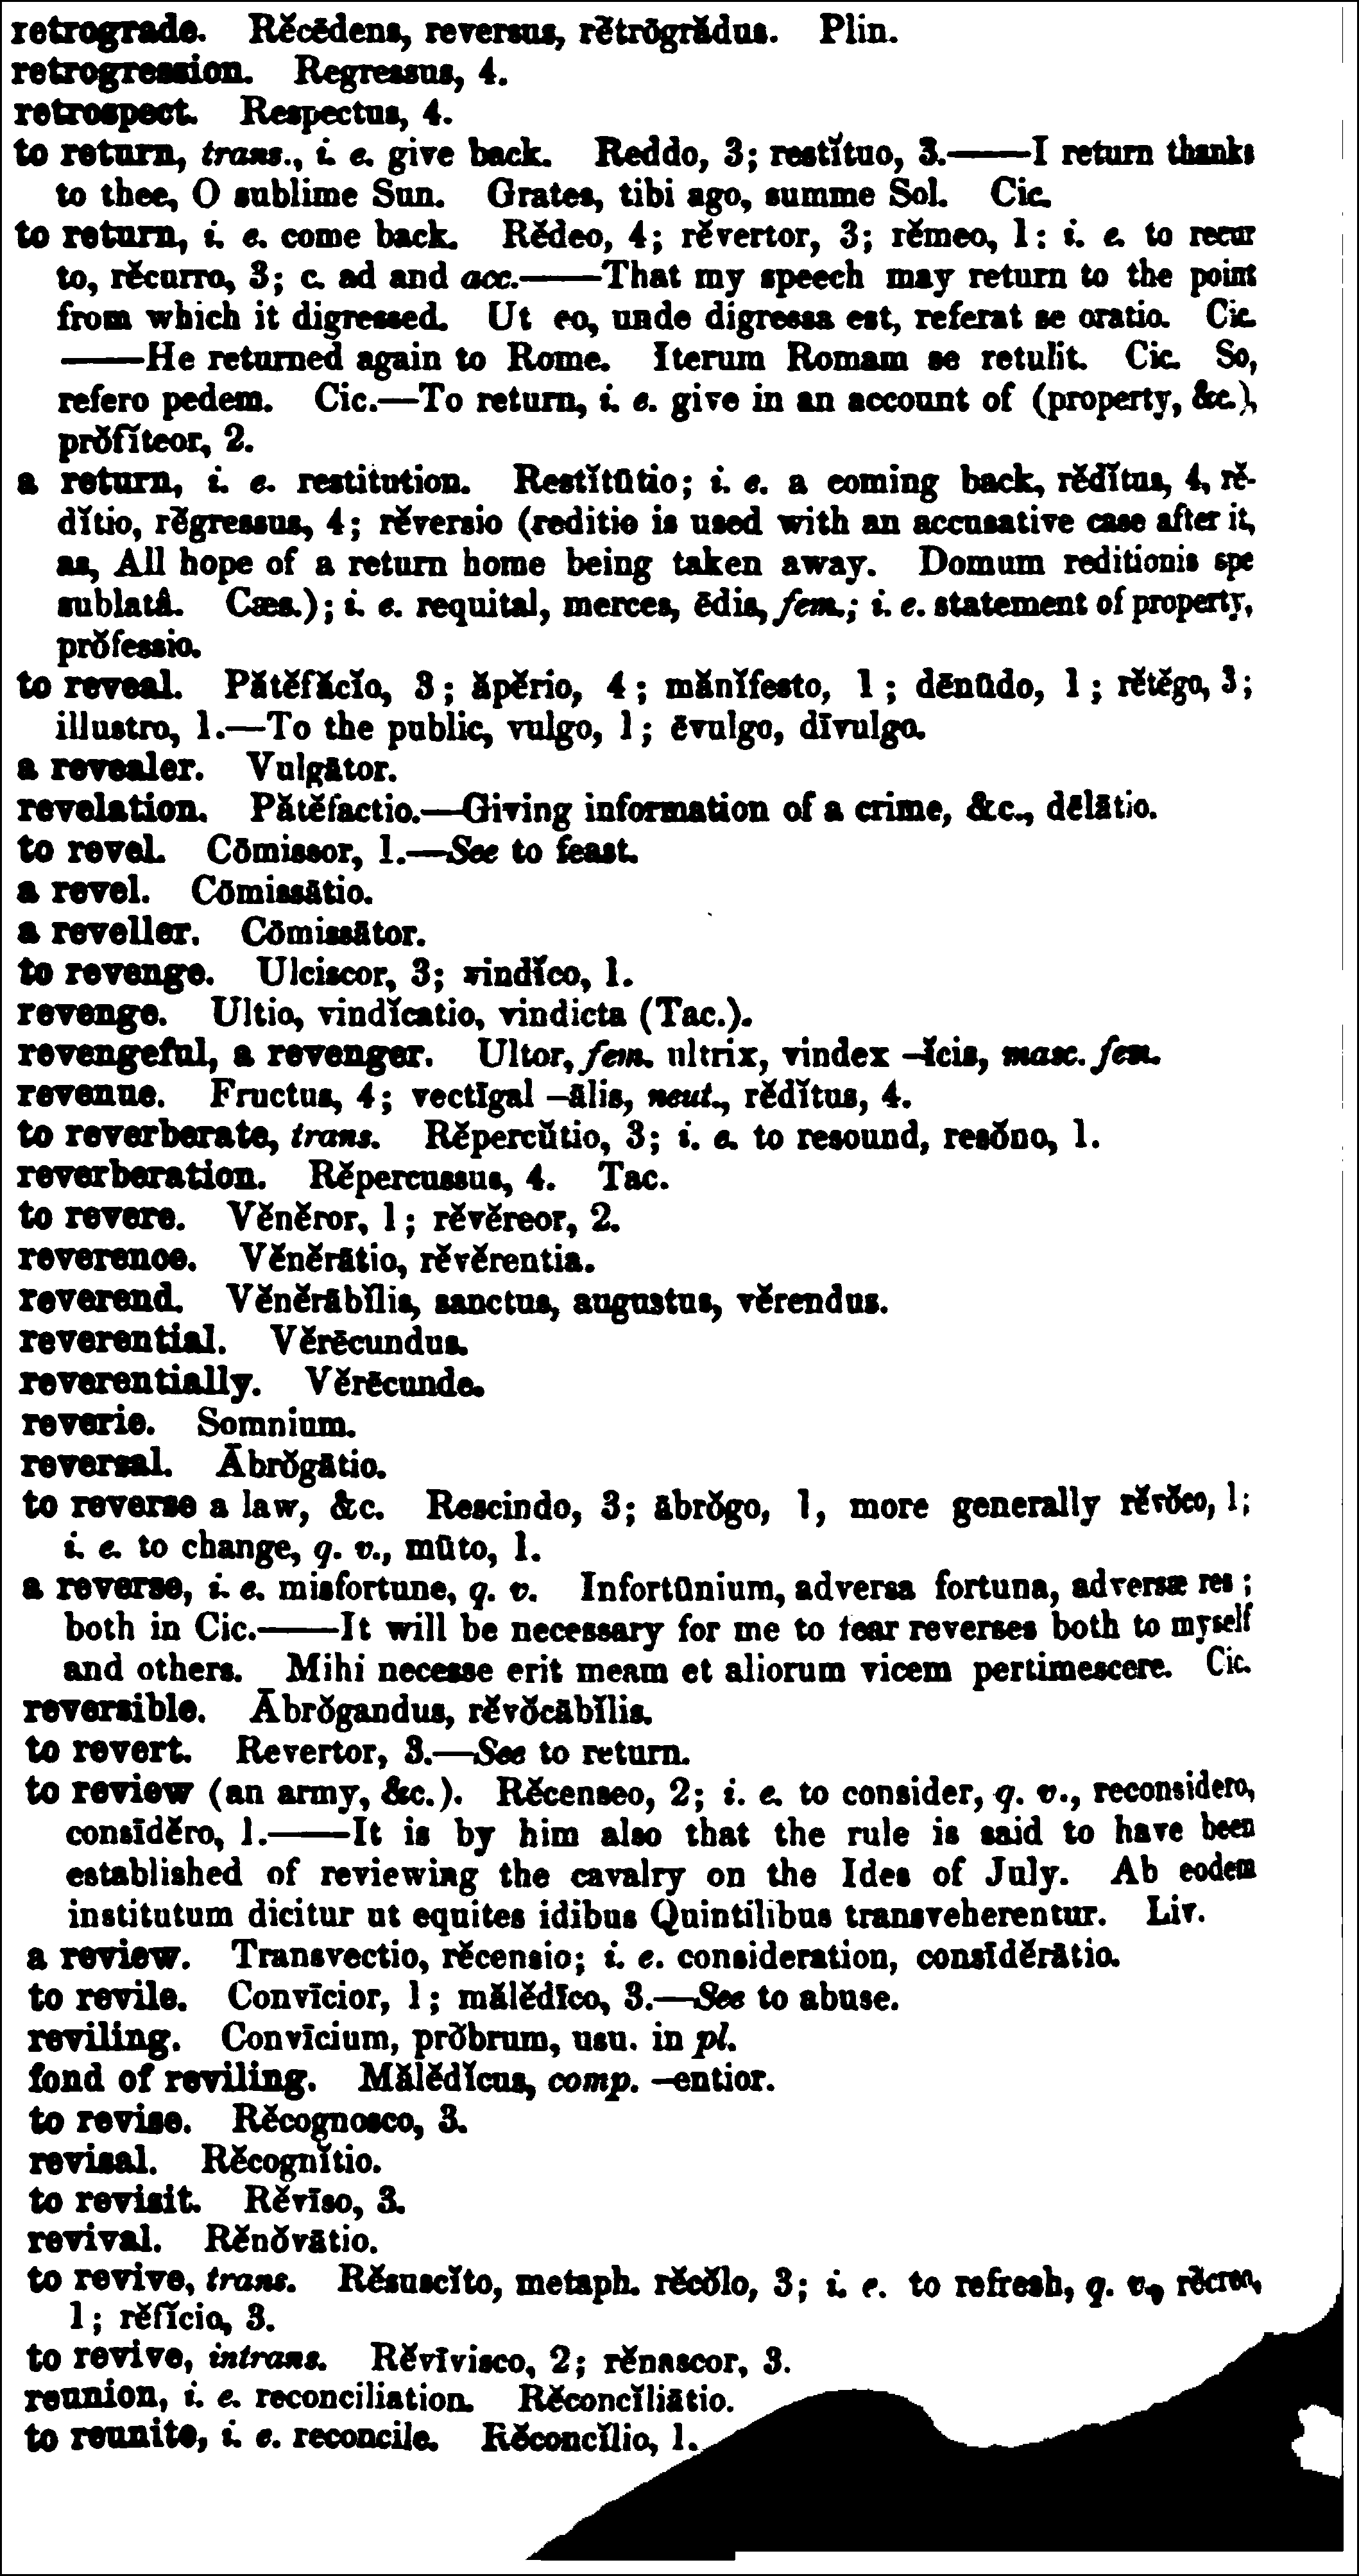 retrograde. Rĕcēdens, reversus, rĕtrōgrădus. Plin.
retrogression. Regressus, 4.
retrospect. Respectus, 4.
to return, trans., i. e. give back. Reddo, 3; restĭtuo, 3.——I return thanks
to thee, O sublime Sun. Grates, tibi ago, summe Sol. Cic.
to return, i. e. come back. Rĕdeo, 4; rĕvertor, 3; rĕmeo, 1: i. e. to recur
to, rĕcurro, 3; c. ad and acc.——That my speech may return to the point
from which it digressed. Ut eo, unde digressa est, referat se oratio. Cic.
——He returned again to Rome. Iterum Romam se retulit. Cic. So,
refero pedem. Cic.—To return, i. e. give in an account of (property, &c.),
prŏfĭteor, 2.
a return, i. e. restitution. Restĭtūtio; i. e. a coming back, rĕdĭtus, 4, rĕ-
dĭtio, rĕgressus, 4; rĕversio (reditio is used with an accusative case after it,
as, All hope of a return home being taken away. Domum reditionis spe
sublatâ. Cæs.); i. e. requital, merces, ēdis, fem.; i. e. statement of property,
prŏfessio.
to reveal. Pătĕfăcĭo, 3; ăpĕrio, 4; mănĭfesto, 1; dēnūdo, 1; rĕtĕgo, 3;
illustro, 1.—To the public, vulgo, 1; ēvulgo, dīvulgo.
a revealer. Vulgātor.
revelation. Pătĕfactio.—Giving information of a crime, &c., dēlātio.
to revel. Cōmissor, 1.—See to feast.
a revel. Cōmissātio.
a reveller. Cōmissātor.
to revenge. Ulciscor, 3; vindĭco, 1.
revenge. Ultio, vindĭcatio, vindicta (Tac.).
revengeful, a revenger. Ultor, fem. ultrix, vindex –ĭcis, masc. fem.
revenue. Fructus, 4; vectīgal –ālis, neut., rĕdĭtus, 4.
to reverberate, trans. Rĕpercŭtio, 3; i. e. to resound, resŏno, 1.
reverberation. Rĕpercussus, 4. Tac.
to revere. Vĕnĕror, 1; rĕvĕreor, 2.
reverence. Vĕnĕrātio, rĕvĕrentia.
reverend. Vĕnĕrābĭlis, sanctus, augustus, vĕrendus.
reverential. Vĕrēcundus.
reverentially. Vĕrēcunde.
reverie. Somnium.
reversal. Ābrŏgātio.
to reverse a law, &c. Rescindo, 3; ābrŏgo, 1, more generally rĕvŏco, 1;
i. e. to change, q. v., mūto, 1.
a reverse, i. e. misfortune, q. v. Infortūnium, adversa fortuna, adversæ res;
both in Cic.——It will be necessary for me to fear reverses both to myself
and others. Mihi necesse erit meam et aliorum vicem pertimescere. Cic.
reversible. Ābrŏgandus, rĕvŏcābĭlis.
to revert. Revertor, 3.—See to return.
to review (an army, &c.). Rĕcenseo, 2; i. e. to consider, q. v., reconsidero,
consīdĕro, 1.——It is by him also that the rule is said to have been
established of reviewing the cavalry on the Ides of July. Ab eodem
institutum dicitur ut equites idibus Quintilibus transveherentur. Liv.
a review. Transvectio, rĕcensio; i. e. consideration, consīdĕrātio.
to revile. Convīcior, 1; mălĕdīco, 3.—See to abuse.
reviling. Convīcium, prŏbrum, usu. in pl.
fond of reviling. Mălĕdĭcus, comp. –entior.
to revise. Rĕcognosco, 3.
revisal. Rĕcognĭtio.
to revisit. Rĕvīso, 3.
revival. Rĕnŏvātio.
to revive, trans. Rĕsuscĭto, metaph. rĕcŏlo, 3; i. e. to refresh, q. v., rĕcreo,
1; rĕfĭcio, 3.
to revive, intrans. Rĕvīvisco, 2; rĕnascor, 3.
reunion, i. e. reconciliation. Rĕconcĭliātio.
to reunite, i. e. reconcile. Rĕconcĭlio, 1.